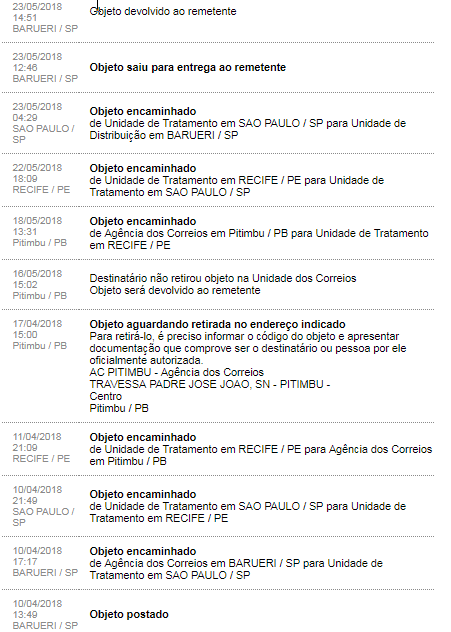 23/05/2018
14:51
BARUERI / SP
Objeto devolvido ao remetente
23/05/2018
12:46
BARUERI / SP
Objeto saiu para entrega ao remetente
23/05/2018
04:29
SAO PAULO /
SP
Objeto encaminhado
de Unidade de Tratamento em SAO PAULO / SP para Unidade de
Distribuição em BARUERI / SP
22/05/2018
18:09
RECIFE / PE
Objeto encaminhado
de Unidade de Tratamento em RECIFE / PE para Unidade de
Tratamento em SAO PAULO / SP
18/05/2018
13:31
Pitimbu / PB
Objeto encaminhado
de Agência dos Correios em Pitimbu / PB para Unidade de Tratamento
em RECIFE / PE
16/05/2018
15:02
Pitimbu / PB
Destinatário não retirou objeto na Unidade dos Correios
Objeto será devolvido ao remetente
17/04/2018
15:00
Pitimbu / PB
Objeto aguardando retirada no endereço indicado
Para retirá-lo, é preciso informar o código do objeto e apresentar
documentação que comprove ser o destinatário ou pessoa por ele
oficialmente autorizada.
AC PITIMBU - Agência dos Correios
TRAVESSA PADRE JOSE JOAO, SN - PITIMBU -
Centro
Pitimbu / PB
11/04/2018
21:09
RECIFE / PE
Objeto encaminhado
de Unidade de Tratamento em RECIFE / PE para Agência dos Correios
em Pitimbu / PB
10/04/2018
21:49
SAO PAULO /
SP
Objeto encaminhado
de Unidade de Tratamento em SAO PAULO / SP para Unidade de
Tratamento em RECIFE / PE
10/04/2018
17:17
BARUERI / SP
Objeto encaminhado
de Agência dos Correios em BARUERI / SP para Unidade de
Tratamento em SAO PAULO / SP
10/04/2018
13:49
BARUERI / SP
Objeto postado